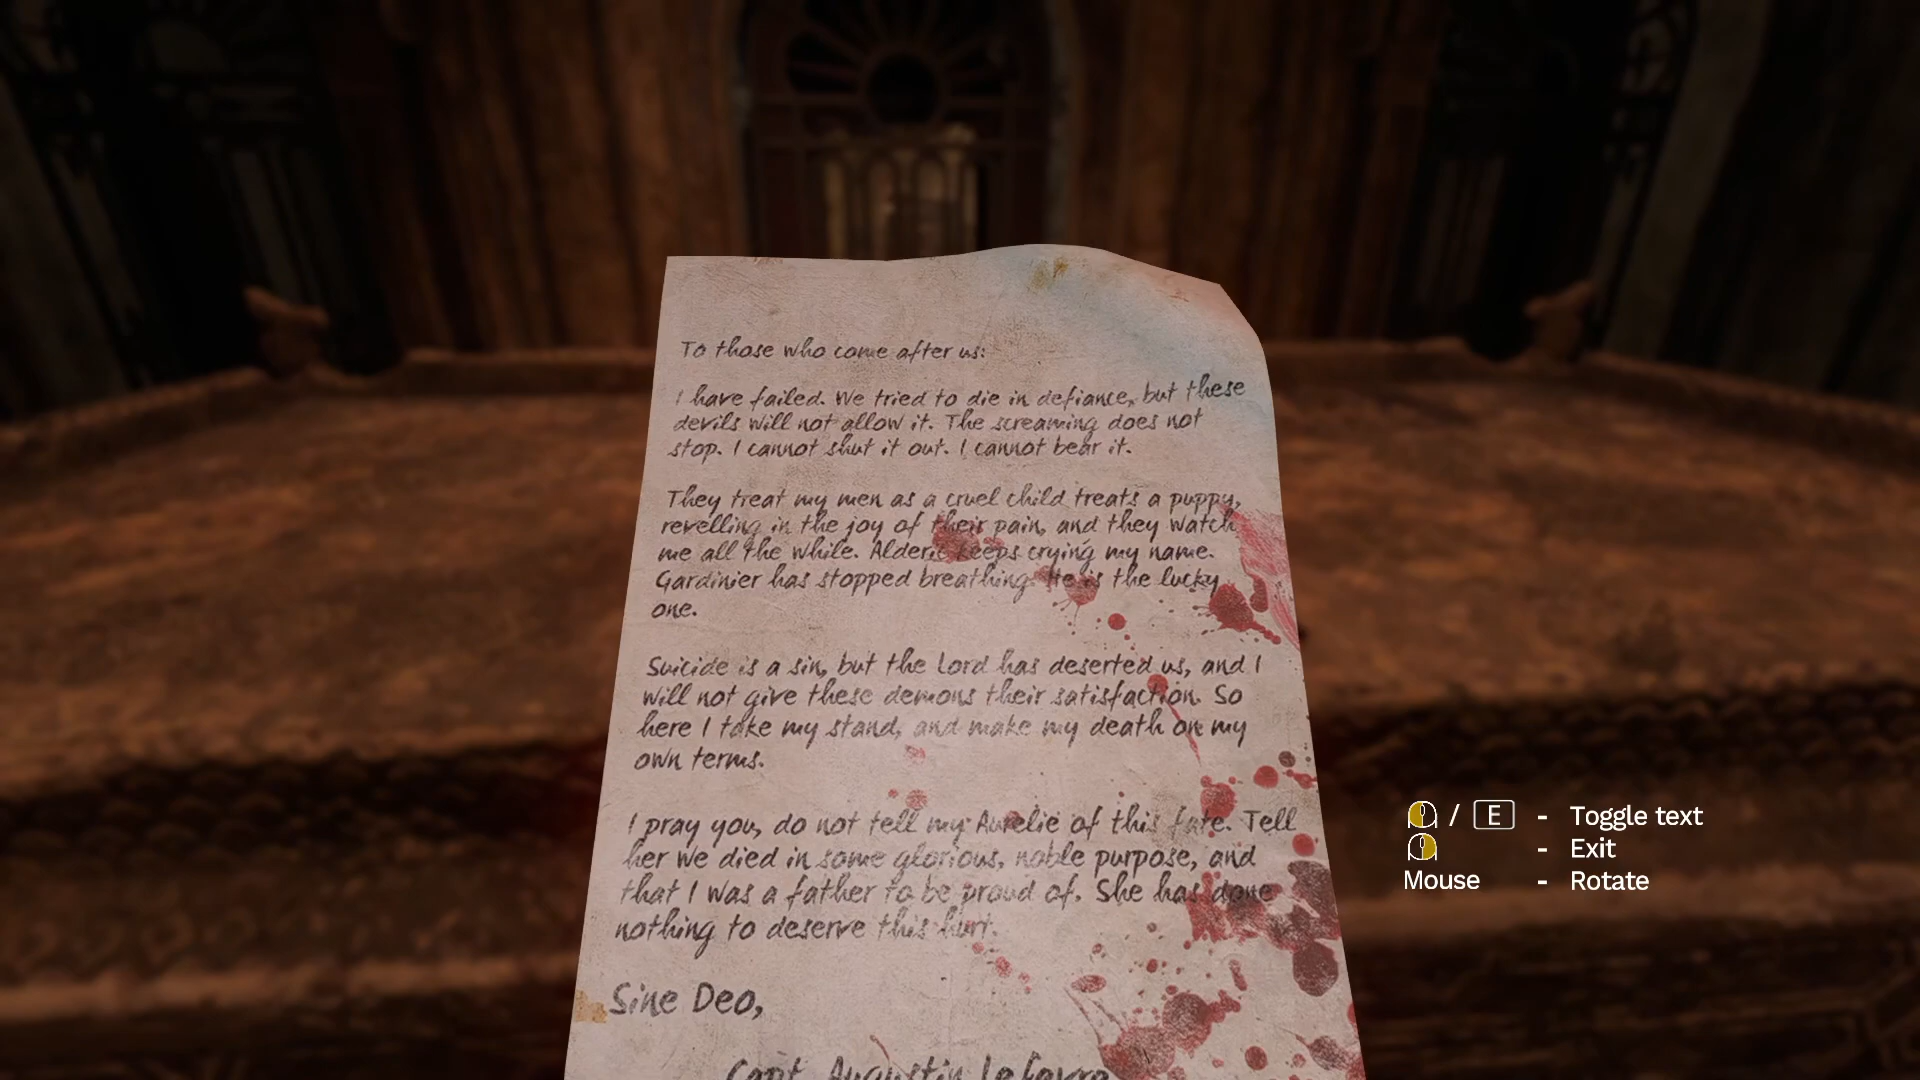 To those who come after us:
I have failed. We tried to die in defiance, but these
devils will not allow it. The screaming does not
stop. I cannot shut it out. I cannot bear it.
They treat my men as a cruel child treats a puppy,
revelling in the joy of their pain, and they watch
me all the while. Alderic keeps crying my name.
Gardinier has stopped breathing. He is the lucky
one.
Suicide is a sin, but the Lord has deserted us, and I
will not give these demons their satisfaction. So
here I take my stand, and make my death on my
own terms.
I pray you, do not tell my Aurelie of this fate. Tell
her we died in some glorious, noble purpose, and
that I was a father to be proud of. She has done
nothing to deserve this hurt.
Sine Deo,
Capt. Augustin
/ E - Toggle text
- Exit
Mouse - Rotate